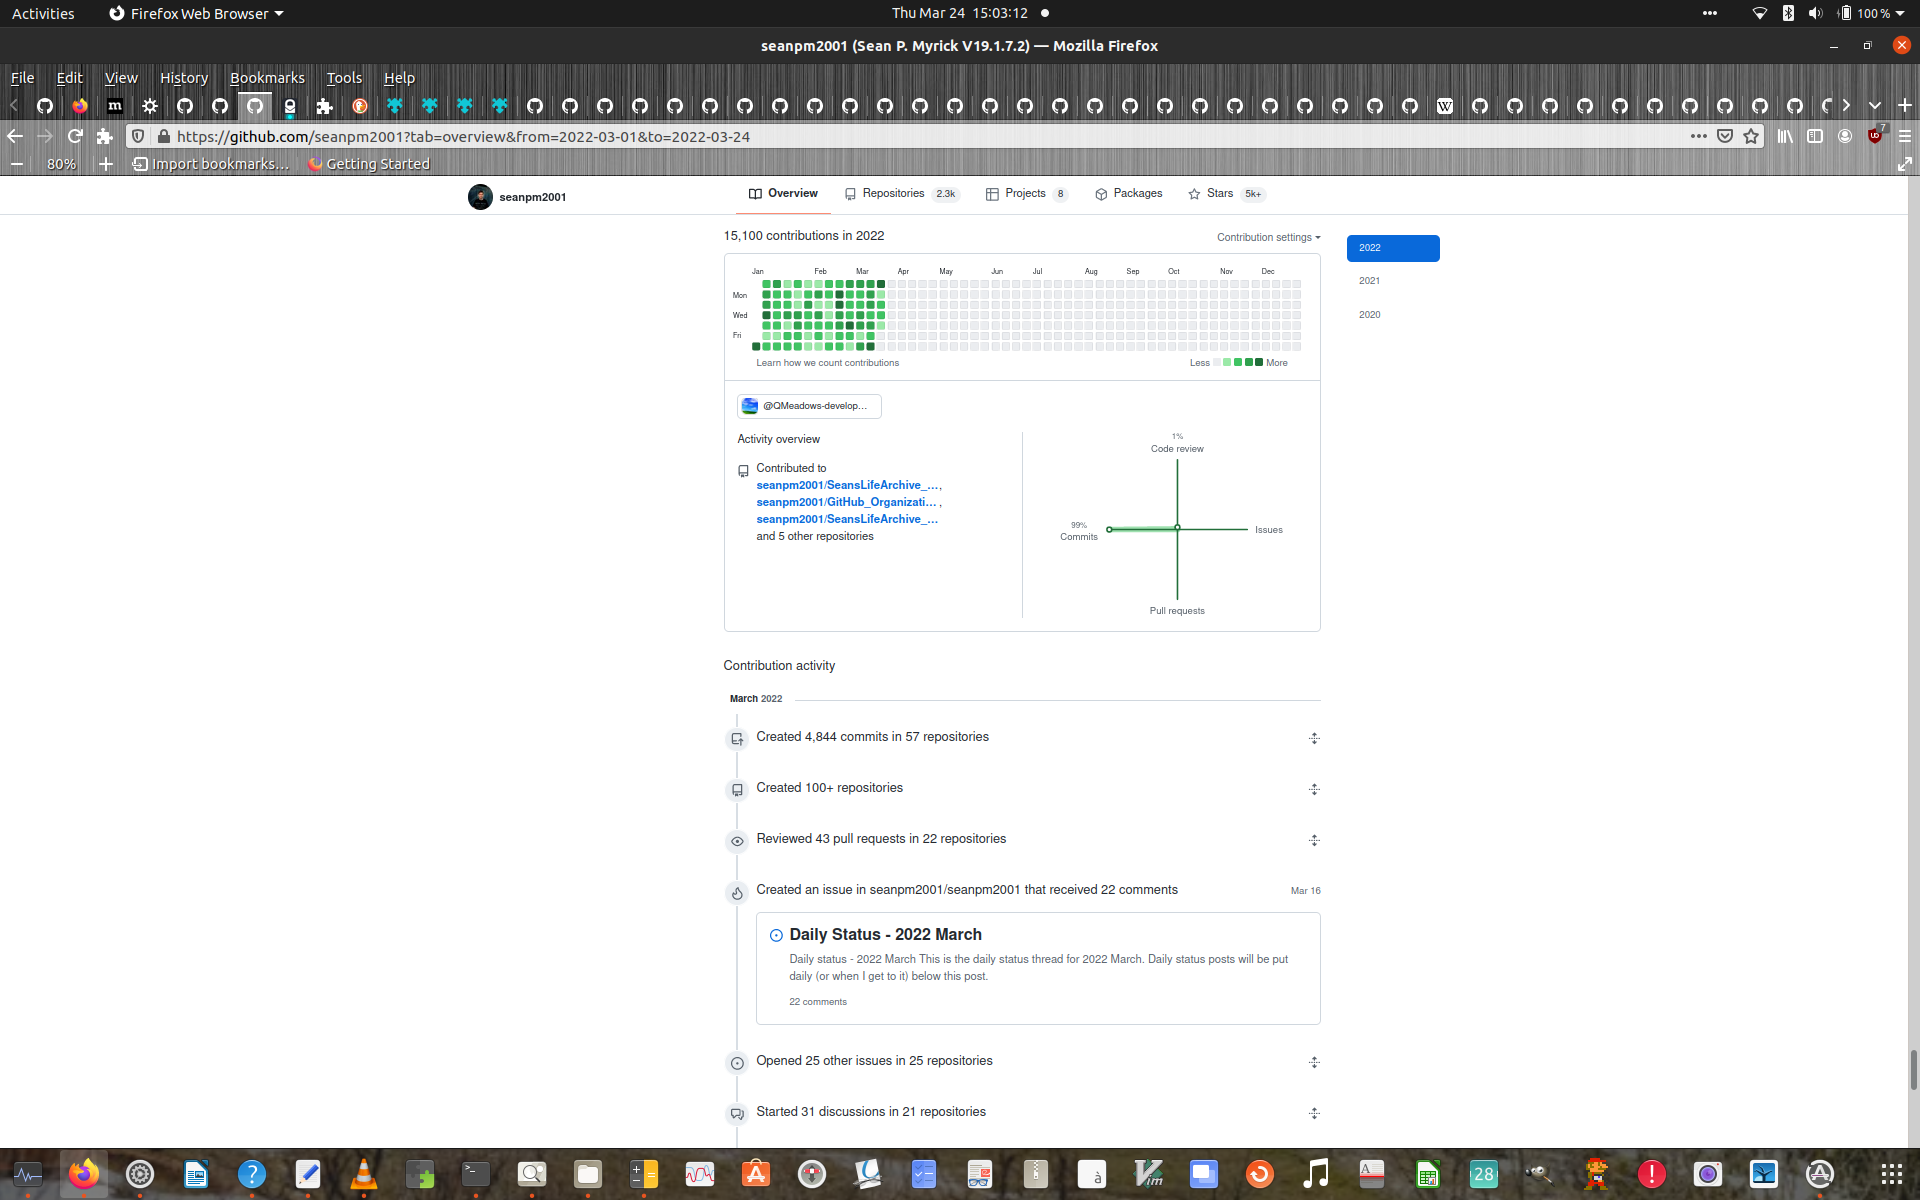 Activities
Firefox Web Browser
Thu Mar 24 15:03:12
100 %
seanpm2001 (Sean P. Myrick V19.1.7.2) — Mozilla Firefox
File Edit View History Bookmarks Tools Help
https://github.com/seanpm2001?tab=overview&from=2022-03-01&to=2022-03-24
7
80%
Import bookmarks...
Getting Started
seanpm2001
Overview
Repositories 2.3k
Projects 8
Packages
Stars 5k+
15,100 contributions in 2022
Contribution settings
2022
2021
2020
Jan Feb Mar Apr May Jun Jul Aug Sep Oct Nov Dec
Mon
Wed
Fri
Learn how we count contributions
Less More
@QMeadows-develop...
Activity overview
Contributed to
seanpm2001/SeansLifeArchive_... ,
seanpm2001/GitHub_Organizati... ,
seanpm2001/SeansLifeArchive_...
and 5 other repositories
1%
Code review
99%
Commits
Issues
Pull requests
Contribution activity
March 2022
Created 4,844 commits in 57 repositories
Created 100+ repositories
Reviewed 43 pull requests in 22 repositories
Created an issue in seanpm2001/seanpm2001 that received 22 comments
Mar 16
Daily Status - 2022 March
Daily status - 2022 March This is the daily status thread for 2022 March. Daily status posts will be put
daily (or when I get to it) below this post.
22 comments
Opened 25 other issues in 25 repositories
Started 31 discussions in 21 repositories
28